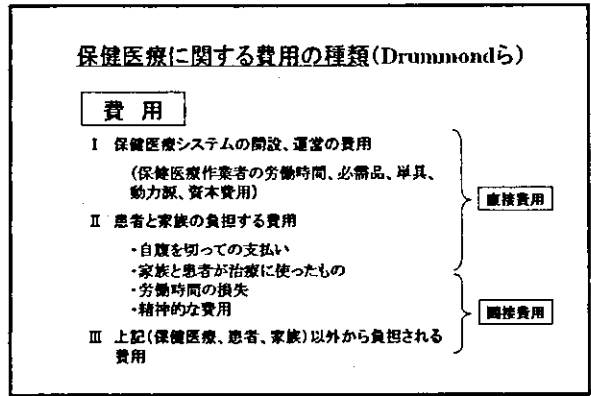 保健医療に関する費用の種類(Drummondら)
費 用
Ⅰ 保健医療システムの開設、運営の費用
(保健医療作業者の労働時間、必需品、単具、
動力源、資本費用)
直接費用
Ⅱ 患者と家族の負担する費用
・自腹を切っての支払い
・家族と患者が治療に使ったもの
・労働時間の損失
・精神的な費用
間接費用
Ⅲ 上記(保健医療、患者、家族)以外から負担される
費用